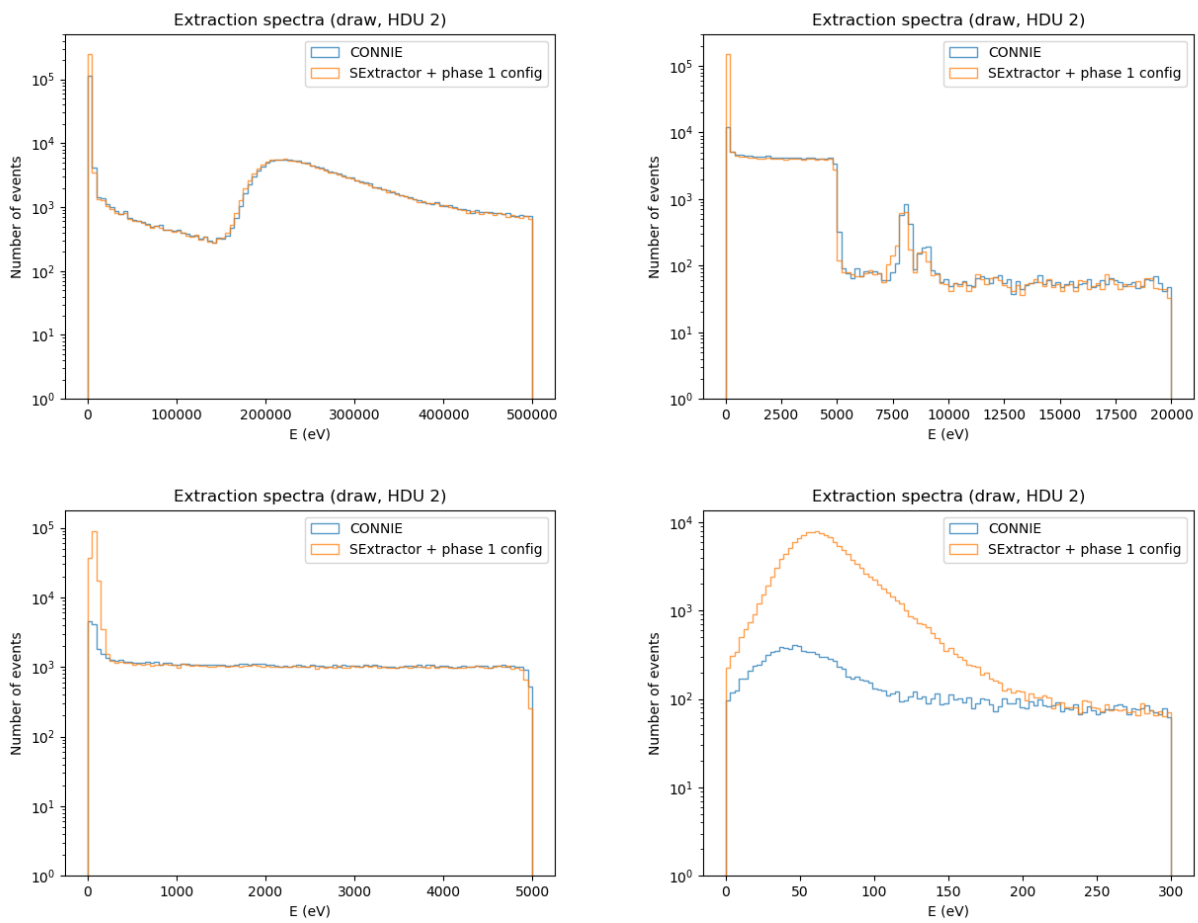 Extraction spectra (draw, HDU 2)
CONNIE
SExtractor + phase 1 config
Number of events
10^5
10^4
10^3
10^2
10^1
10^0
0 100000 200000 300000 400000 500000
E (eV)
Extraction spectra (draw, HDU 2)
CONNIE
SExtractor + phase 1 config
Number of events
10^5
10^4
10^3
10^2
10^1
10^0
0 2500 5000 7500 10000 12500 15000 17500 20000
E (eV)
Extraction spectra (draw, HDU 2)
CONNIE
SExtractor + phase 1 config
Number of events
10^5
10^4
10^3
10^2
10^1
10^0
0 1000 2000 3000 4000 5000
E (eV)
Extraction spectra (draw, HDU 2)
CONNIE
SExtractor + phase 1 config
Number of events
10^4
10^3
10^2
10^1
10^0
0 50 100 150 200 250 300
E (eV)